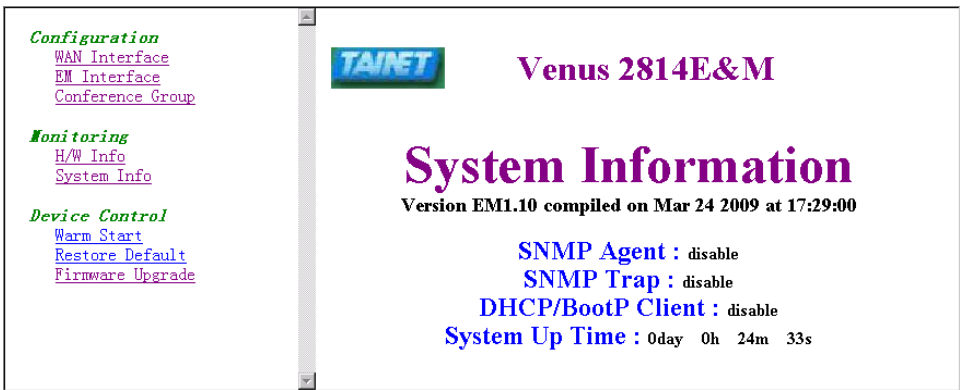 Configuration
WAN Interface
EM Interface
Conference Group
Monitoring
H/W Info
System Info
Device Control
Warm Start
Restore Default
Firmware Upgrade
TAINET
Venus 2814E&M
System Information
Version EM1.10 compiled on Mar 24 2009 at 17:29:00
SNMP Agent : disable
SNMP Trap : disable
DHCP/BootP Client : disable
System Up Time : 0day 0h 24m 33s